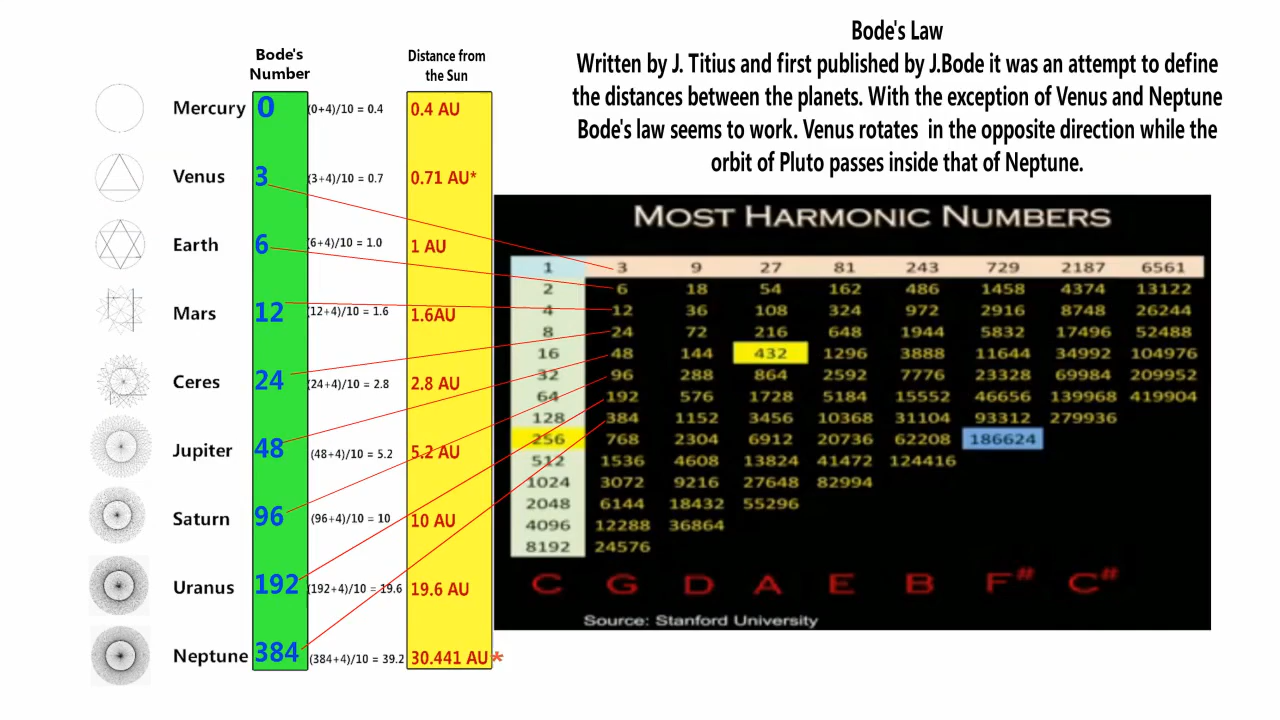 Bode's Law
Written by J. Titius and first published by J.Bode it was an attempt to define
the distances between the planets. With the exception of Venus and Neptune
Bode's law seems to work. Venus rotates in the opposite direction while the
orbit of Pluto passes inside that of Neptune.
Bode's Number Distance from the Sun
Mercury 0 (0+4)/10 = 0.4 0.4 AU
Venus 3 (3+4)/10 = 0.7 0.71 AU*
Earth 6 (6+4)/10 = 1.0 1 AU
Mars 12 (12+4)/10 = 1.6 1.6AU
Ceres 24 (24+4)/10 = 2.8 2.8 AU
Jupiter 48 (48+4)/10 = 5.2 5.2 AU
Saturn 96 (96+4)/10 = 10 10 AU
Uranus 192 (192+4)/10 = 19.6 19.6 AU
Neptune 384 (384+4)/10 = 39.2 30.441 AU*
MOST HARMONIC NUMBERS
1 3 9 27 81 243 729 2187 6561
2 6 18 54 162 486 1458 4374 13122
4 12 36 108 324 972 2916 8748 26244
8 24 72 216 648 1944 5832 17496 52488
16 48 144 432 1296 3888 11644 34992 104976
32 96 288 864 2592 7776 23328 69984 209952
64 192 576 1728 5184 15552 46656 139968 419904
128 384 1152 3456 10368 31104 93312 279936
256 768 2304 6912 20736 62208 186624
512 1536 4608 13824 41472 124416
1024 3072 9216 27648 82994
2048 6144 18432 55296
4096 12288 36864
8192 24576
C G D A E B F# C#
Source: Stanford University